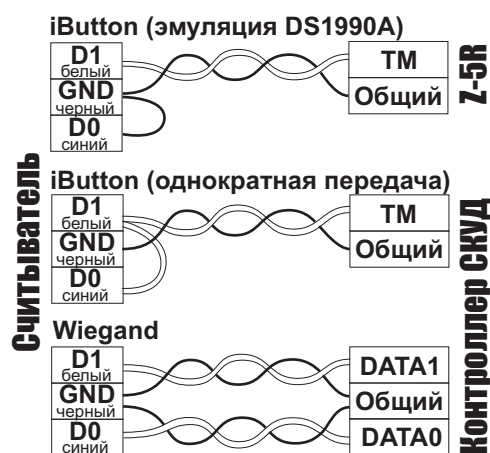 Считыватель
iButton (эмуляция DS1990A)
D1
белый
GND
черный
D0
синий
TM
Общий
Z-5R
iButton (однократная передача)
D1
белый
GND
черный
D0
синий
TM
Общий
Контроллер СКУД
Wiegand
D1
белый
GND
черный
D0
синий
DATA1
Общий
DATA0